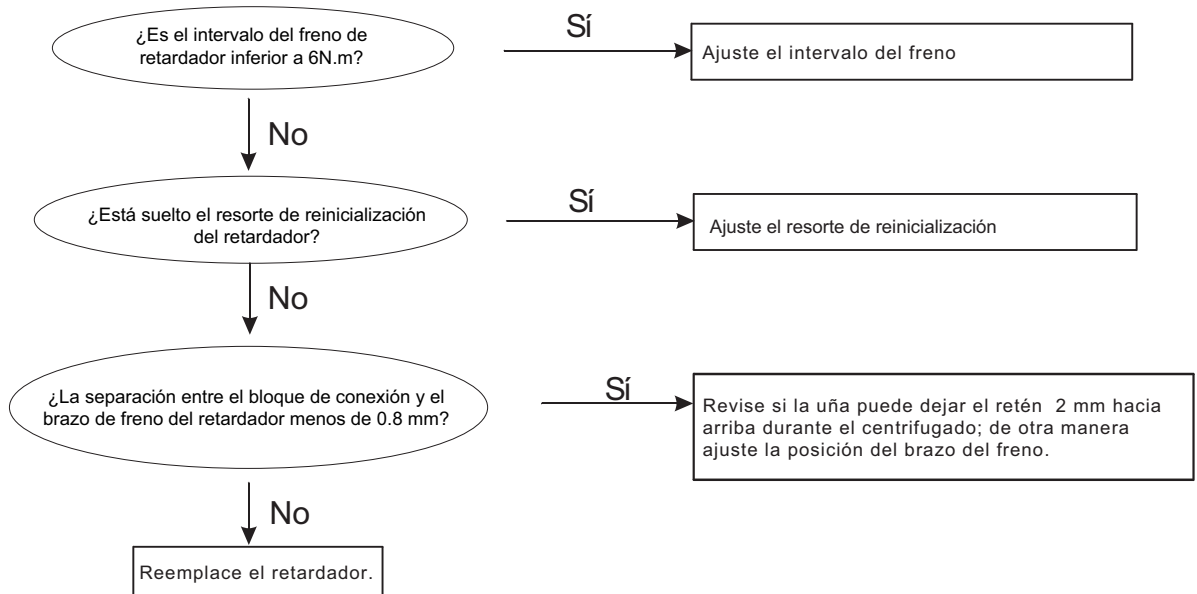 ¿Es el intervalo del freno de
retardador inferior a 6N.m?
Sí
Ajuste el intervalo del freno
No
¿Está suelto el resorte de reinicialización
del retardador?
Sí
Ajuste el resorte de reinicialización
No
¿La separación entre el bloque de conexión y el
brazo de freno del retardador menos de 0.8 mm?
Sí
Revise si la uña puede dejar el retén 2 mm hacia
arriba durante el centrifugado; de otra manera
ajuste la posición del brazo del freno.
No
Reemplace el retardador.